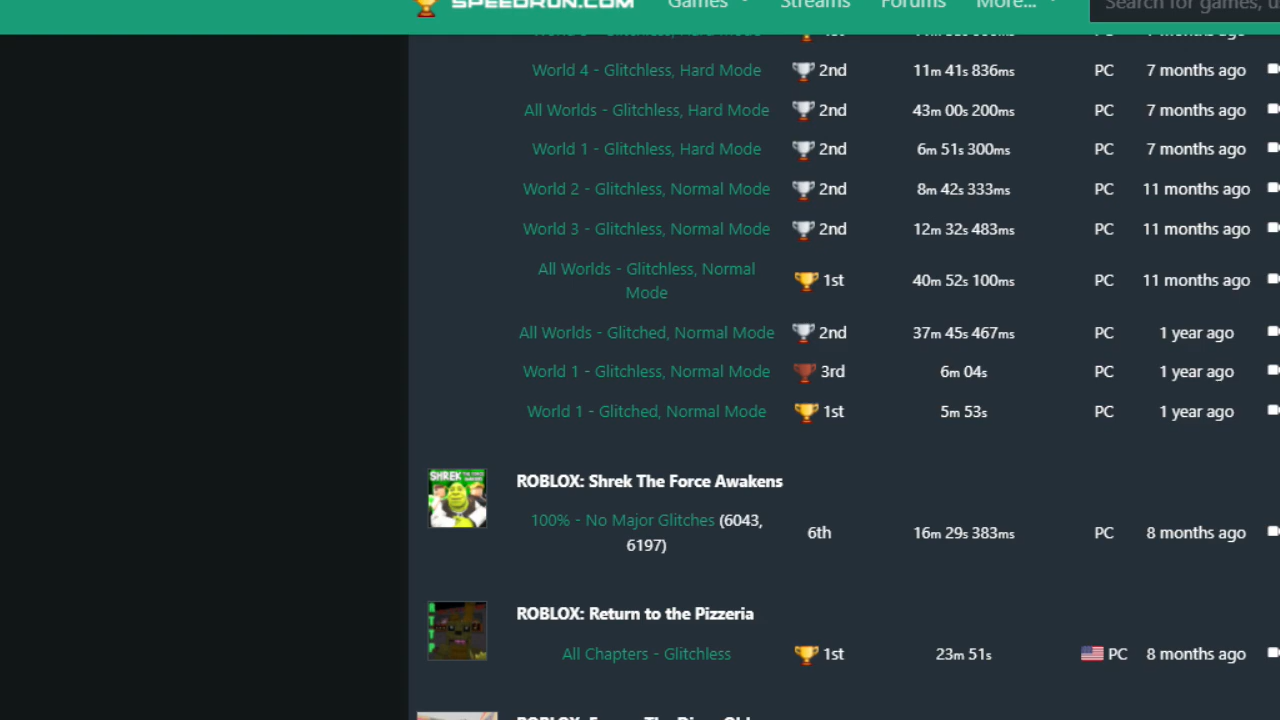 SPEEDRUN.COM Games Streams Forums More... Search for games, u
World 4 - Glitchless, Hard Mode 2nd 11m 41s 836ms PC 7 months ago
All Worlds - Glitchless, Hard Mode 2nd 43m 00s 200ms PC 7 months ago
World 1 - Glitchless, Hard Mode 2nd 6m 51s 300ms PC 7 months ago
World 2 - Glitchless, Normal Mode 2nd 8m 42s 333ms PC 11 months ago
World 3 - Glitchless, Normal Mode 2nd 12m 32s 483ms PC 11 months ago
All Worlds - Glitchless, Normal
Mode 1st 40m 52s 100ms PC 11 months ago
All Worlds - Glitched, Normal Mode 2nd 37m 45s 467ms PC 1 year ago
World 1 - Glitchless, Normal Mode 3rd 6m 04s PC 1 year ago
World 1 - Glitched, Normal Mode 1st 5m 53s PC 1 year ago
SHREK
ROBLOX: Shrek The Force Awakens
100% - No Major Glitches (6043,
6197) 6th 16m 29s 383ms PC 8 months ago
ROBLOX: Return to the Pizzeria
All Chapters - Glitchless 1st 23m 51s PC 8 months ago